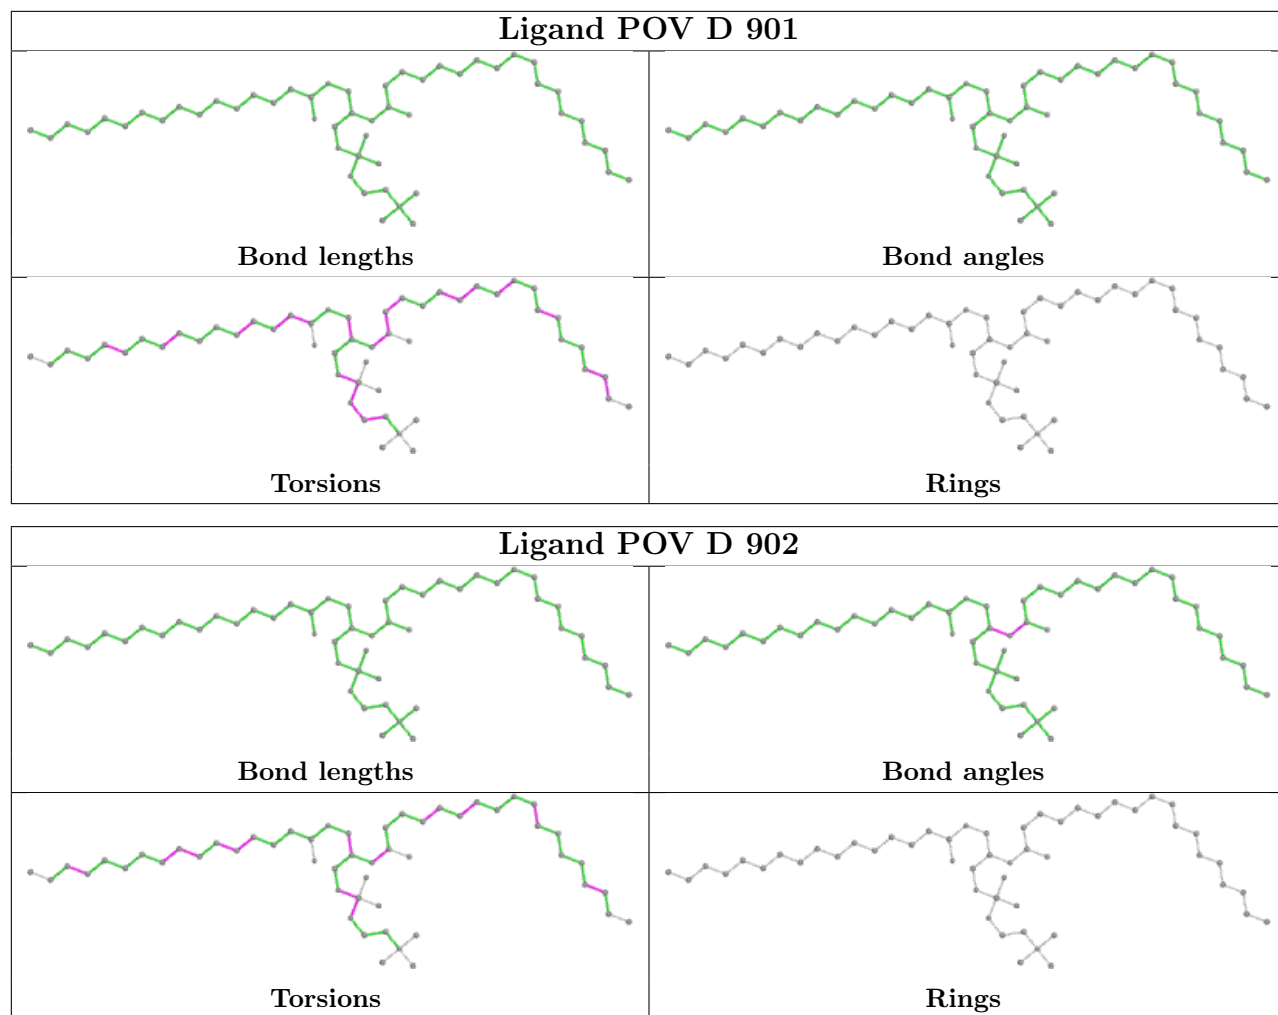 Ligand POV D 901
Bond lengths
Bond angles
Torsions
Rings
Ligand POV D 902
Bond lengths
Bond angles
Torsions
Rings